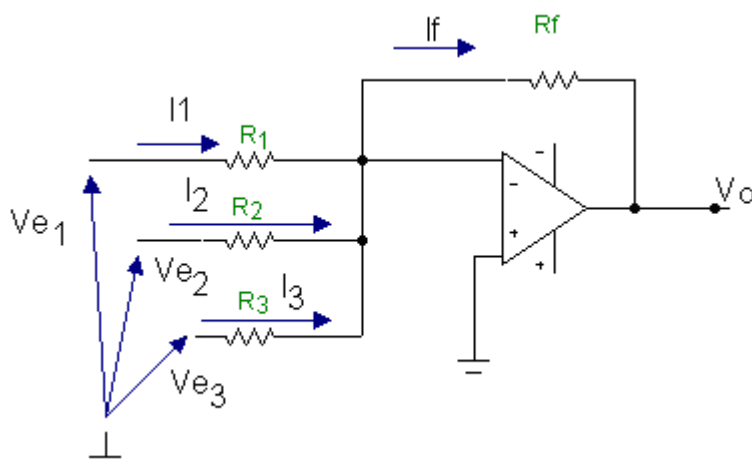 If
Rf
I1
R1
I2
R2
I3
R3
Ve1
Ve2
Ve3
-
-
+
+
Vo